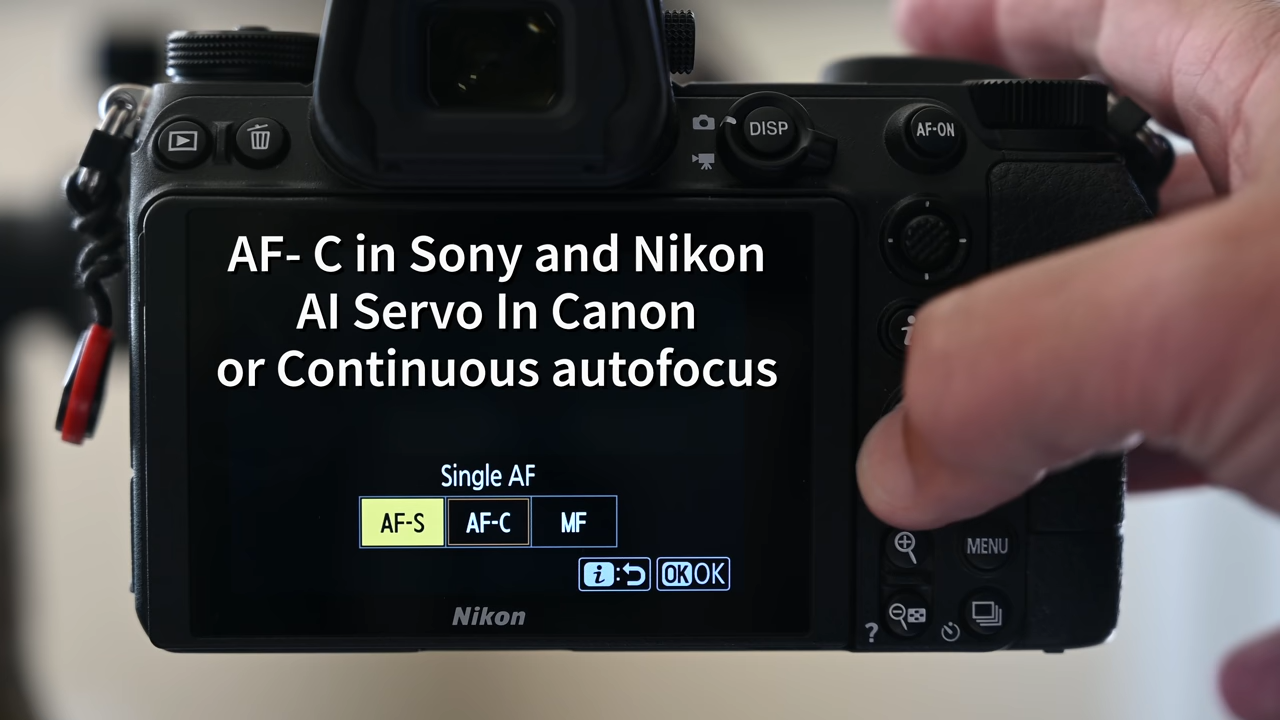 DISP
AF-ON
AF- C in Sony and Nikon
AI Servo In Canon
or Continuous autofocus
i
Single AF
AF-S AF-C MF
i: OK OK
MENU
Nikon
?